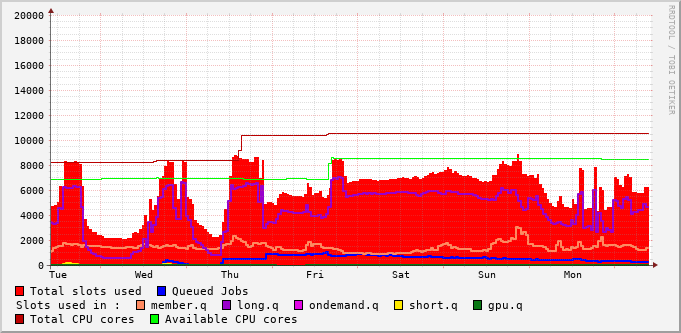 RRDTOOL / TOBI OETIKER
20000
18000
16000
14000
12000
10000
8000
6000
4000
2000
0
Tue Wed Thu Fri Sat Sun Mon
Total slots used Queued Jobs
Slots used in : member.q long.q ondemand.q short.q gpu.q
Total CPU cores Available CPU cores